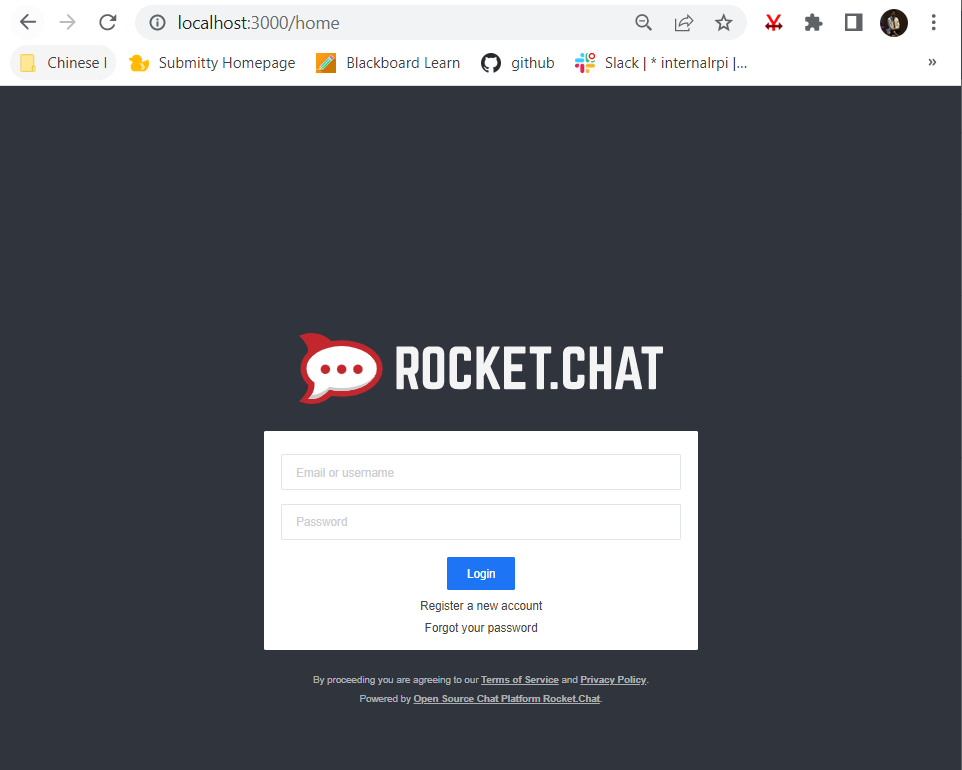 localhost:3000/home
Chinese I Submitty Homepage Blackboard Learn github Slack | * internalrpi |... »
ROCKET.CHAT
Email or username
Password
Login
Register a new account
Forgot your password
By proceeding you are agreeing to our Terms of Service and Privacy Policy.
Powered by Open Source Chat Platform Rocket.Chat.